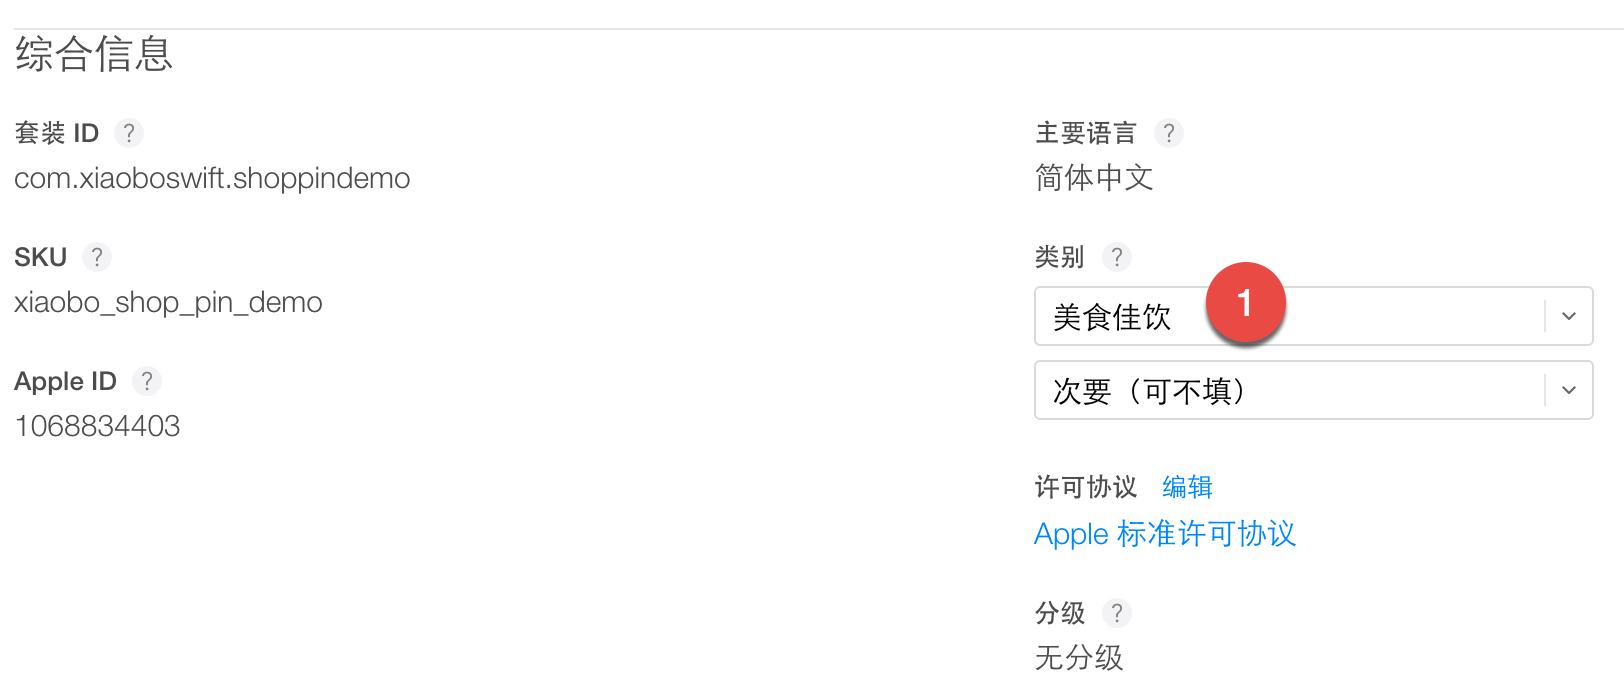 综合信息
套装 ID ?
com.xiaoboswift.shoppindemo
SKU ?
xiaobo_shop_pin_demo
Apple ID ?
1068834403
主要语言 ?
简体中文
类别 ?
美食佳饮
1
次要（可不填）
许可协议 编辑
Apple 标准许可协议
分级 ?
无分级